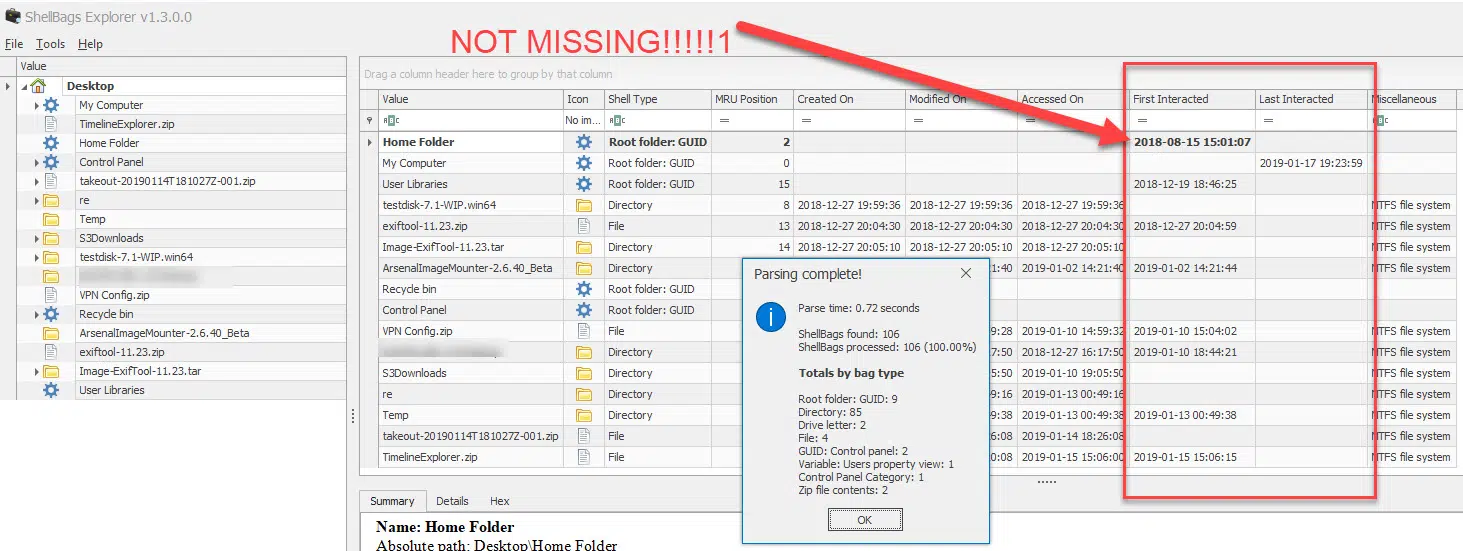 ShellBags Explorer v1.3.0.0
File Tools Help
NOT MISSING!!!!!1
Value
Desktop
My Computer
TimelineExplorer.zip
Home Folder
Control Panel
takeout-20190114T181027Z-001.zip
re
Temp
S3Downloads
testdisk-7.1-WIP.win64
VPN Config.zip
Recycle bin
ArsenalImageMounter-2.6.40_Beta
exiftool-11.23.zip
Image-ExifTool-11.23.tar
User Libraries
Drag a column header here to group by that column
Value Icon Shell Type MRU Position Created On Modified On Accessed On First Interacted Last Interacted Miscellaneous
No im...
Home Folder Root folder: GUID 2 2018-08-15 15:01:07
My Computer Root folder: GUID 0 2019-01-17 19:23:59
User Libraries Root folder: GUID 15 2018-12-19 18:46:25
testdisk-7.1-WIP.win64 Directory 8 2018-12-27 19:59:36 2018-12-27 19:59:36 2018-12-27 19:59:36 NTFS file system
exiftool-11.23.zip File 13 2018-12-27 20:04:30 2018-12-27 20:04:30 2018-12-27 20:04:30 2018-12-27 20:04:59 NTFS file system
Image-ExifTool-11.23.tar Directory 14 2018-12-27 20:05:10 2018-12-27 20:05:10 2018-12-27 20:05:10 NTFS file system
ArsenalImageMounter-2.6.40_Beta Directory 21:40 2019-01-02 14:21:40 2019-01-02 14:21:44 NTFS file system
Recycle bin Root folder: GUID
Control Panel Root folder: GUID
VPN Config.zip File 9:28 2019-01-10 14:59:32 2019-01-10 15:04:02 NTFS file system
Directory 7:50 2018-12-27 16:17:50 2019-01-10 18:44:21 NTFS file system
S3Downloads Directory 5:50 2019-01-10 19:05:50 NTFS file system
re Directory 9:16 2019-01-13 00:49:16 NTFS file system
Temp Directory 9:38 2019-01-13 00:49:38 2019-01-13 00:49:38 NTFS file system
takeout-20190114T181027Z-001.zip File 6:08 2019-01-14 18:26:08 NTFS file system
TimelineExplorer.zip File 0:08 2019-01-15 15:06:00 2019-01-15 15:06:15 NTFS file system
Parsing complete!
Parse time: 0.72 seconds
ShellBags found: 106
ShellBags processed: 106 (100.00%)
Totals by bag type
Root folder: GUID: 9
Directory: 85
Drive letter: 2
File: 4
GUID: Control panel: 2
Variable: Users property view: 1
Control Panel Category: 1
Zip file contents: 2
OK
Summary Details Hex
Name: Home Folder
Absolute path: Desktop\Home Folder